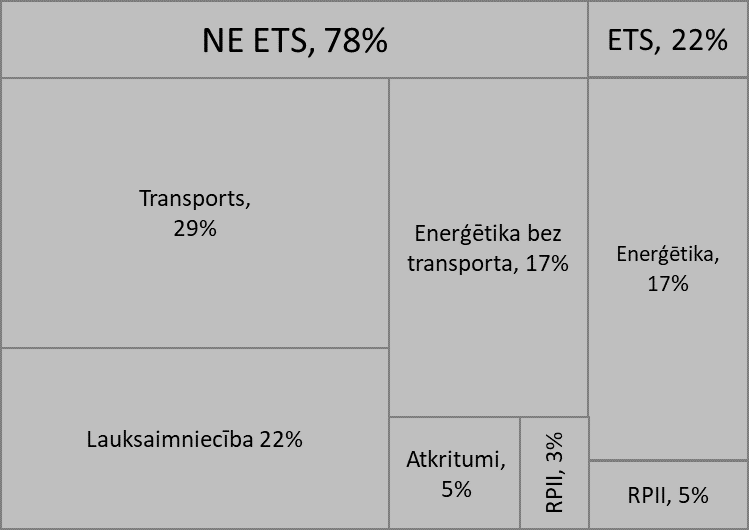 NE ETS, 78%
ETS, 22%
Transports,
29%
Enerģētika bez
transporta, 17%
Enerģētika,
17%
Lauksaimniecība 22%
Atkritumi,
5%
RPII, 3%
RPII, 5%